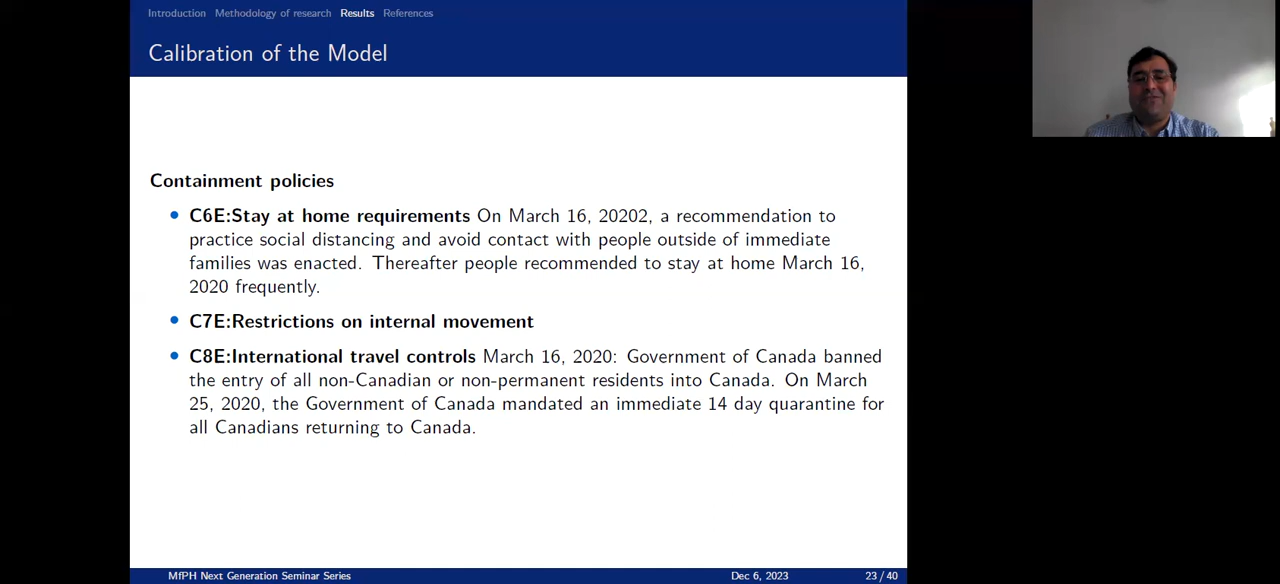 Introduction Methodology of research Results References
Calibration of the Model
Containment policies
• C6E:Stay at home requirements On March 16, 20202, a recommendation to
practice social distancing and avoid contact with people outside of immediate
families was enacted. Thereafter people recommended to stay at home March 16,
2020 frequently.
• C7E:Restrictions on internal movement
• C8E:International travel controls March 16, 2020: Government of Canada banned
the entry of all non-Canadian or non-permanent residents into Canada. On March
25, 2020, the Government of Canada mandated an immediate 14 day quarantine for
all Canadians returning to Canada.
MfPH Next Generation Seminar Series Dec 6, 2023 23 / 40